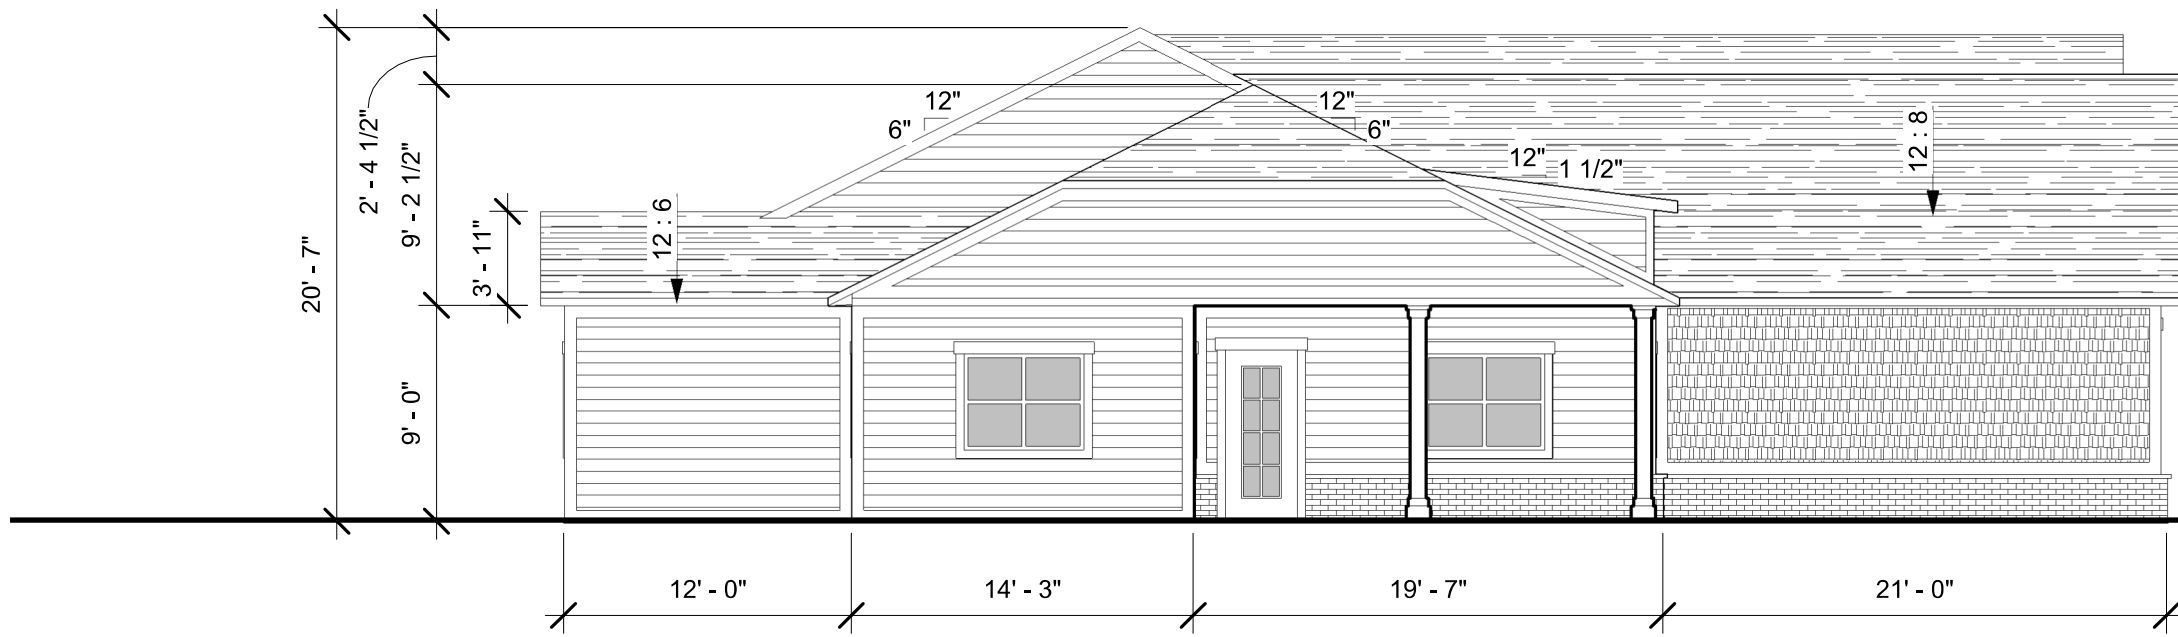 12"
6"
12"
6"
12"
1 1/2"
12 : 8
12 : 6
2' - 4 1/2"
9' - 2 1/2"
3' - 11"
20' - 7"
9' - 0"
12' - 0"
14' - 3"
19' - 7"
21' - 0"